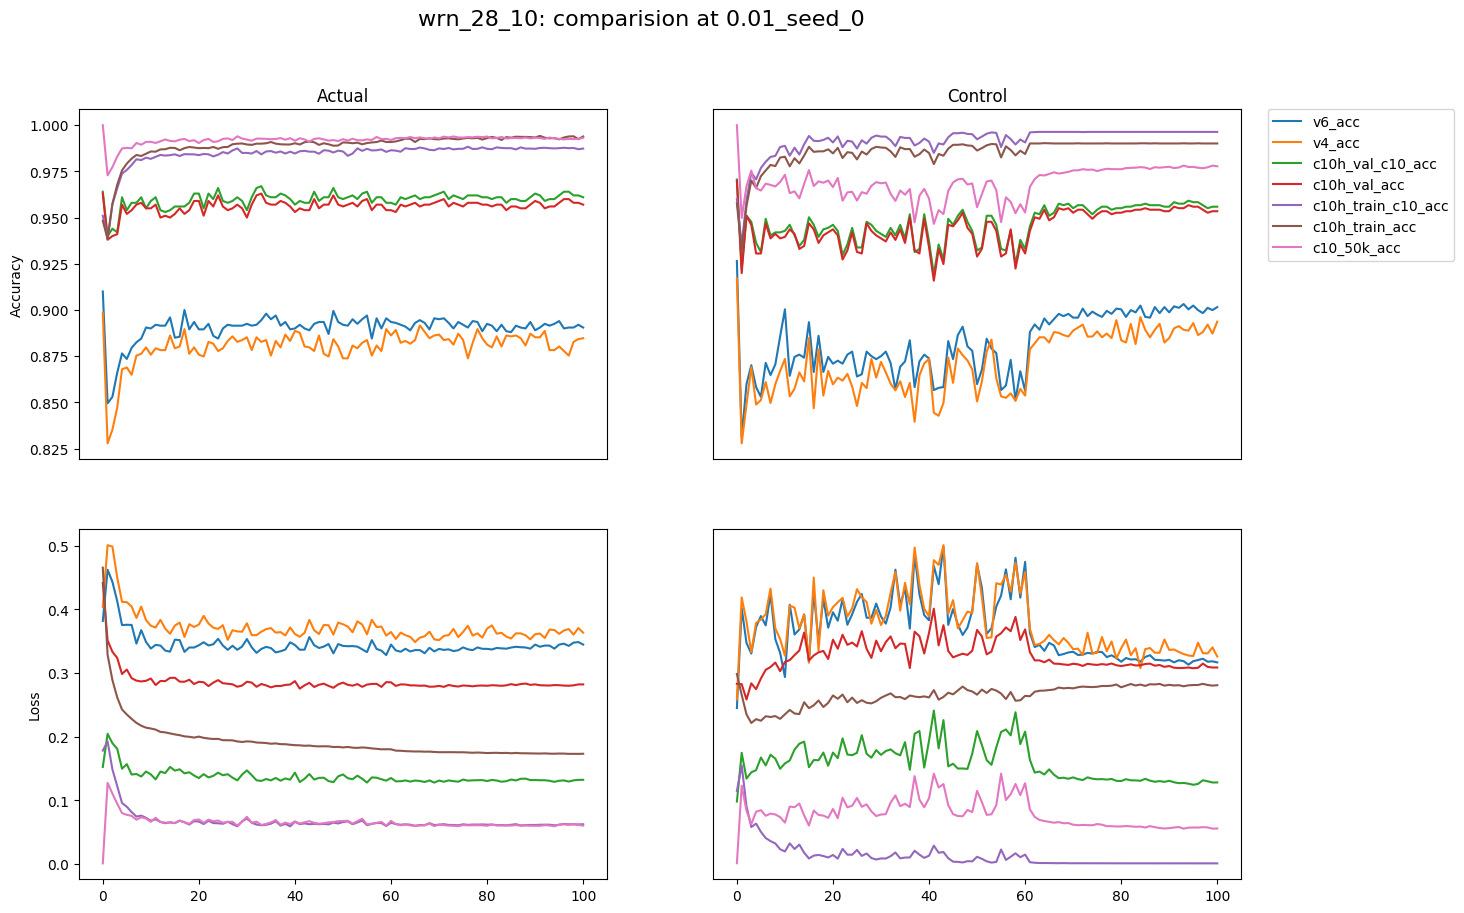 wrn_28_10: comparision at 0.01_seed_0
Actual
Control
Accuracy
1.000
0.975
0.950
0.925
0.900
0.875
0.850
0.825
v6_acc
v4_acc
c10h_val_c10_acc
c10h_val_acc
c10h_train_c10_acc
c10h_train_acc
c10_50k_acc
Loss
0.5
0.4
0.3
0.2
0.1
0.0
0 20 40 60 80 100
0 20 40 60 80 100